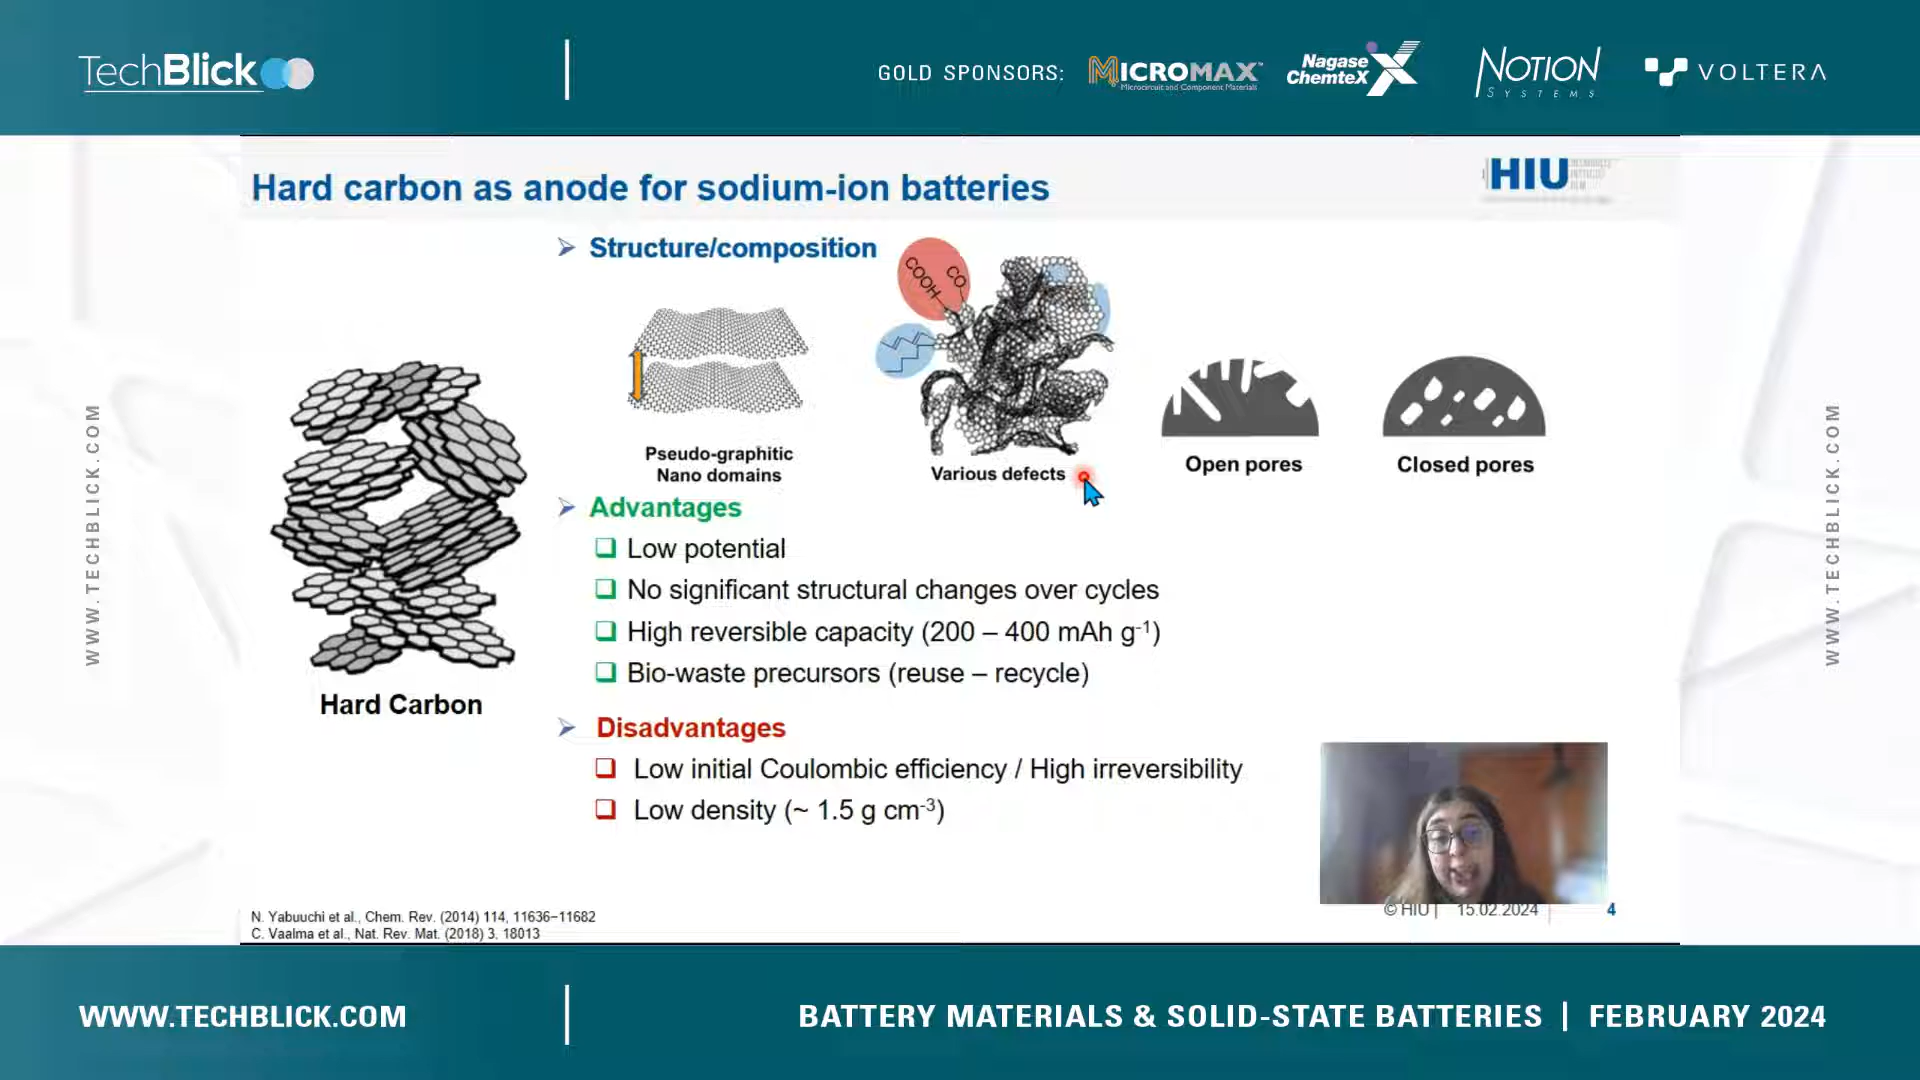 TechBlick
GOLD SPONSORS:
MICROMAX™
Microcircuit and Component Materials
Nagase
ChemteX
NOTION
SYSTEMS
VOLTERA
Hard carbon as anode for sodium-ion batteries
HIU
Structure/composition
COOH
CO
Pseudo-graphitic
Nano domains
Various defects
Open pores
Closed pores
Hard Carbon
Advantages
Low potential
No significant structural changes over cycles
High reversible capacity (200 – 400 mAh g⁻¹)
Bio-waste precursors (reuse – recycle)
Disadvantages
Low initial Coulombic efficiency / High irreversibility
Low density (~ 1.5 g cm⁻³)
N. Yabuuchi et al., Chem. Rev. (2014) 114, 11636−11682
C. Vaalma et al., Nat. Rev. Mat. (2018) 3, 18013
© HIU | 15.02.2024 4
WWW.TECHBLICK.COM
WWW.TECHBLICK.COM
WWW.TECHBLICK.COM
BATTERY MATERIALS & SOLID-STATE BATTERIES | FEBRUARY 2024